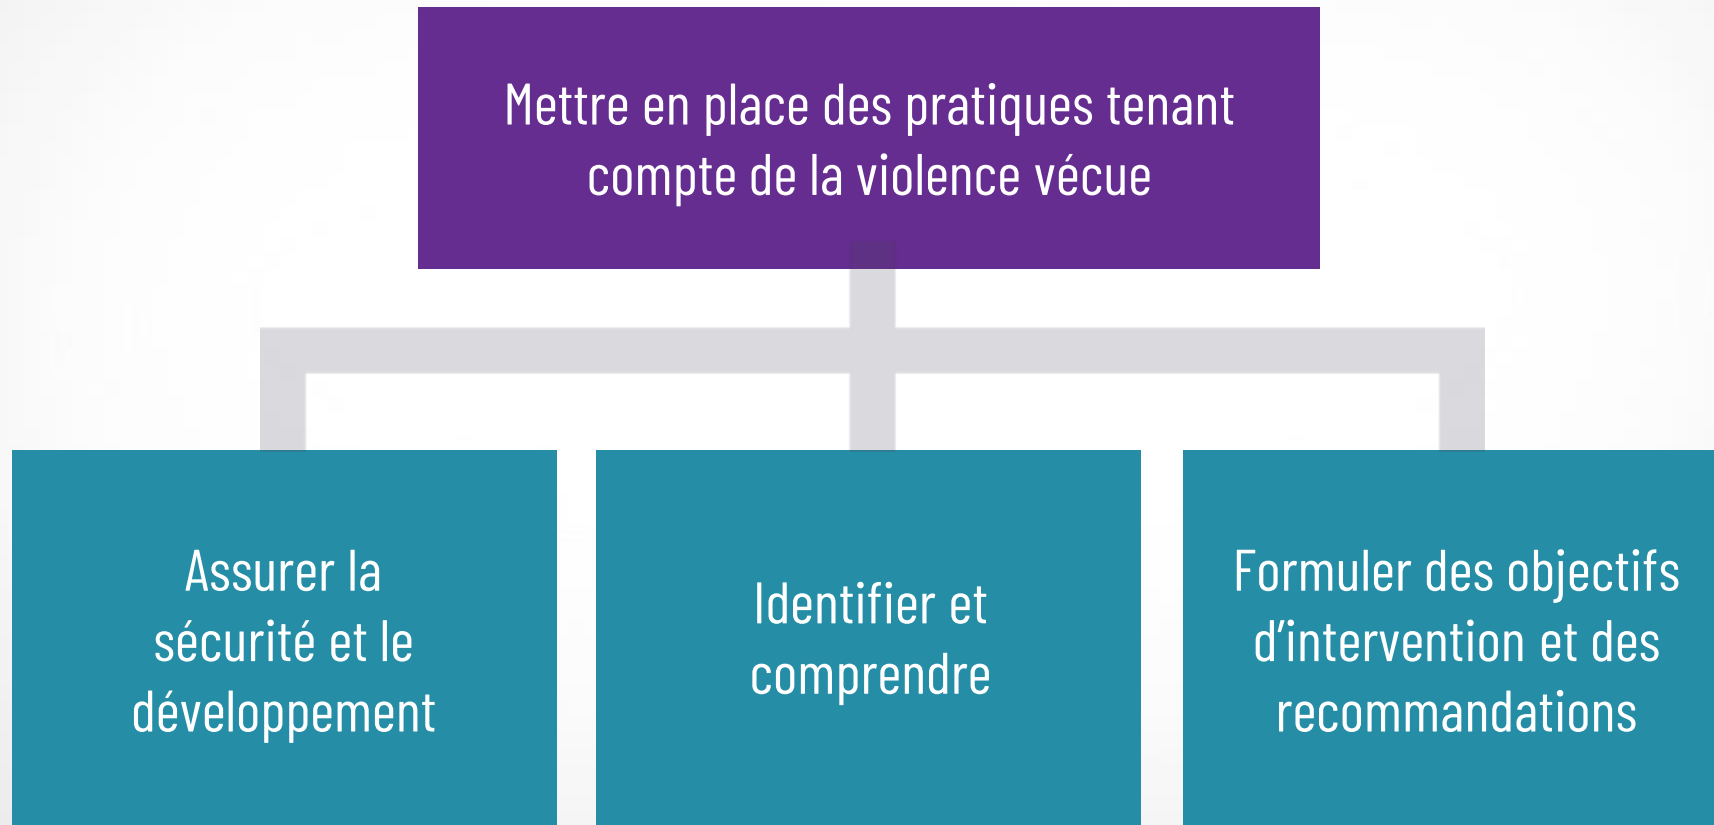 Mettre en place des pratiques tenant
compte de la violence vécue
Assurer la
sécurité et le
développement
Identifier et
comprendre
Formuler des objectifs
d’intervention et des
recommandations